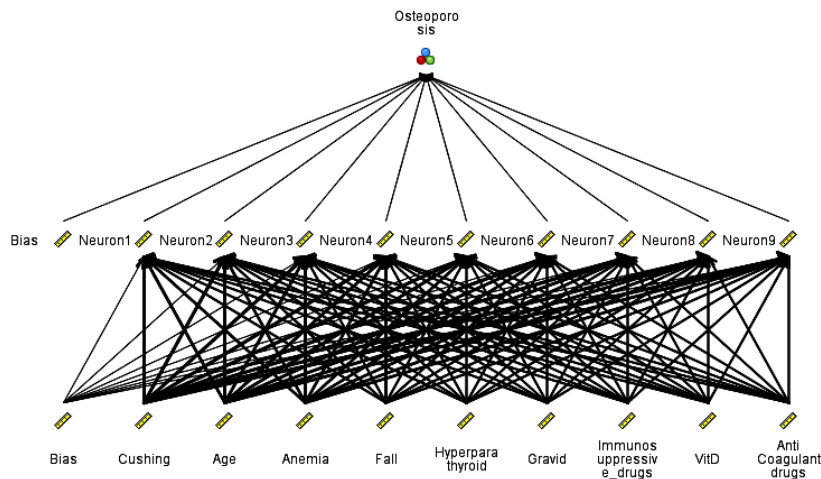 Osteoporo
sis
Bias Neuron1 Neuron2 Neuron3 Neuron4 Neuron5 Neuron6 Neuron7 Neuron8 Neuron9
Bias
Cushing
Age
Anemia
Fall
Hyperpara
thyroid
Gravid
Immunos
uppressiv
e_drugs
VitD
Anti
Coagulant
drugs